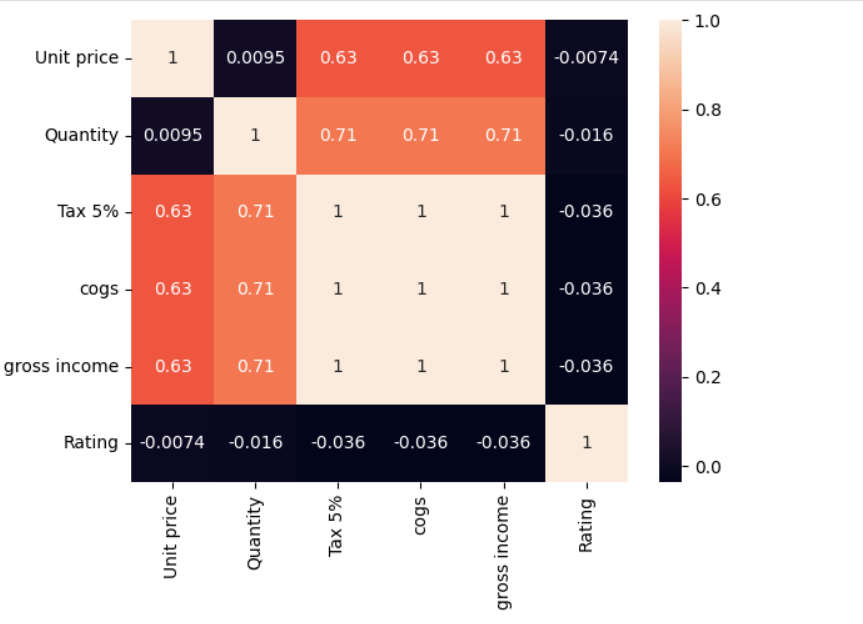 1.0
Unit price 1 0.0095 0.63 0.63 0.63 -0.0074
0.8
Quantity 0.0095 1 0.71 0.71 0.71 -0.016
Tax 5% 0.63 0.71 1 1 1 -0.036
0.6
cogs 0.63 0.71 1 1 1 -0.036
0.4
gross income 0.63 0.71 1 1 1 -0.036
0.2
Rating -0.0074 -0.016 -0.036 -0.036 -0.036 1
0.0
Unit price
Quantity
Tax 5%
cogs
gross income
Rating